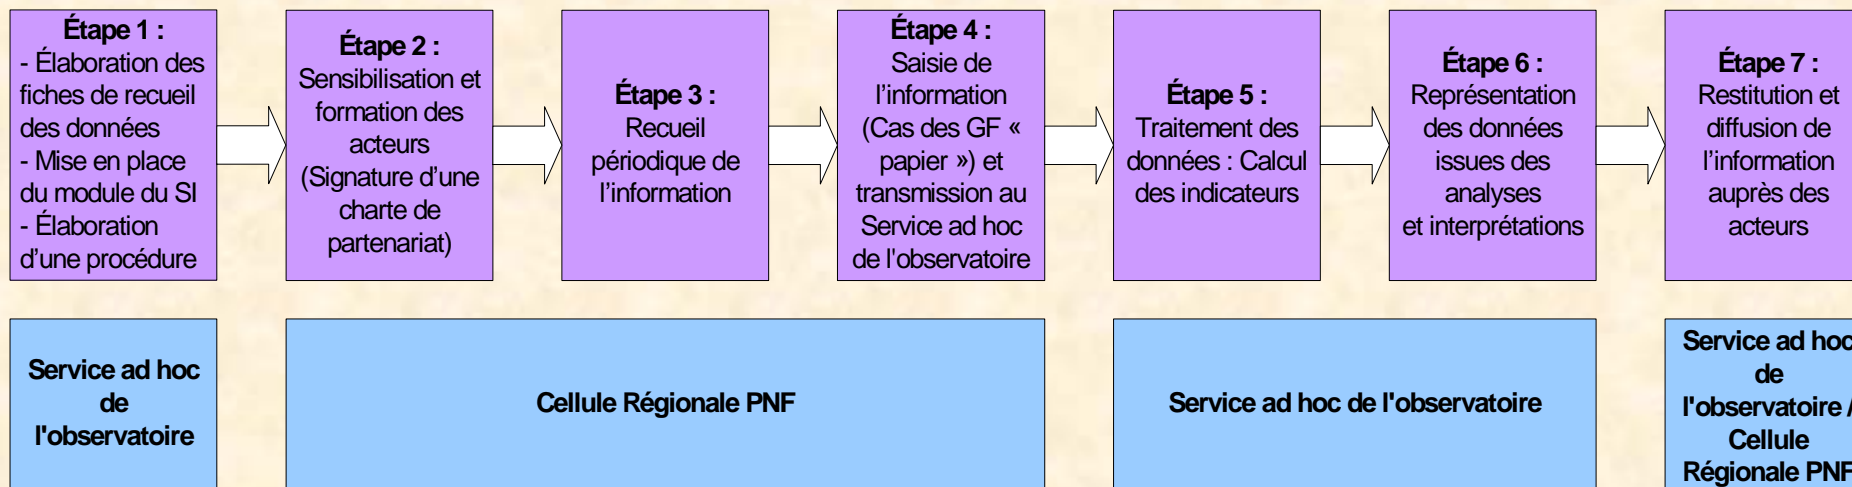 Étape 1 :
- Élaboration des
fiches de recueil
des données
- Mise en place
du module du SI
- Élaboration
d’une procédure
Étape 2 :
Sensibilisation et
formation des
acteurs
(Signature d’une
charte de
partenariat)
Étape 3 :
Recueil
périodique de
l’information
Étape 4 :
Saisie de
l’information
(Cas des GF «
papier ») et
transmission au
Service ad hoc
de l'observatoire
Étape 5 :
Traitement des
données : Calcul
des indicateurs
Étape 6 :
Représentation
des données
issues des
analyses
et interprétations
Étape 7 :
Restitution et
diffusion de
l’information
auprès des
acteurs
Service ad hoc
de
l'observatoire
Cellule Régionale PNF
Service ad hoc de l'observatoire
Service ad hoc
de
l'observatoire /
Cellule
Régionale PNF